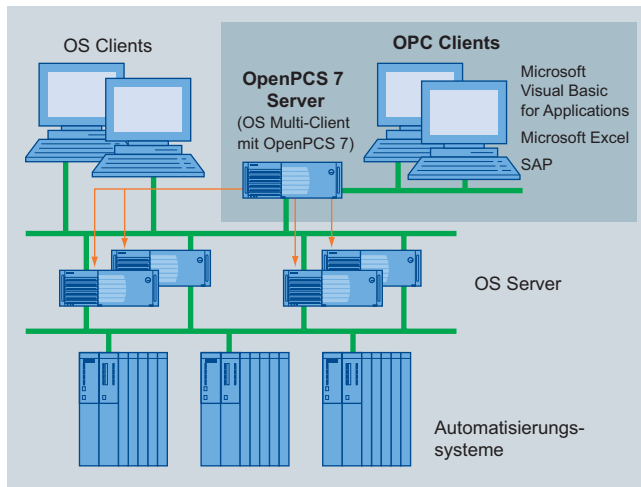 OS Clients
OPC Clients
OpenPCS 7
Server
(OS Multi-Client
mit OpenPCS 7)
Microsoft
Visual Basic
for Applications
Microsoft Excel
SAP
OS Server
Automatisierungs-
systeme